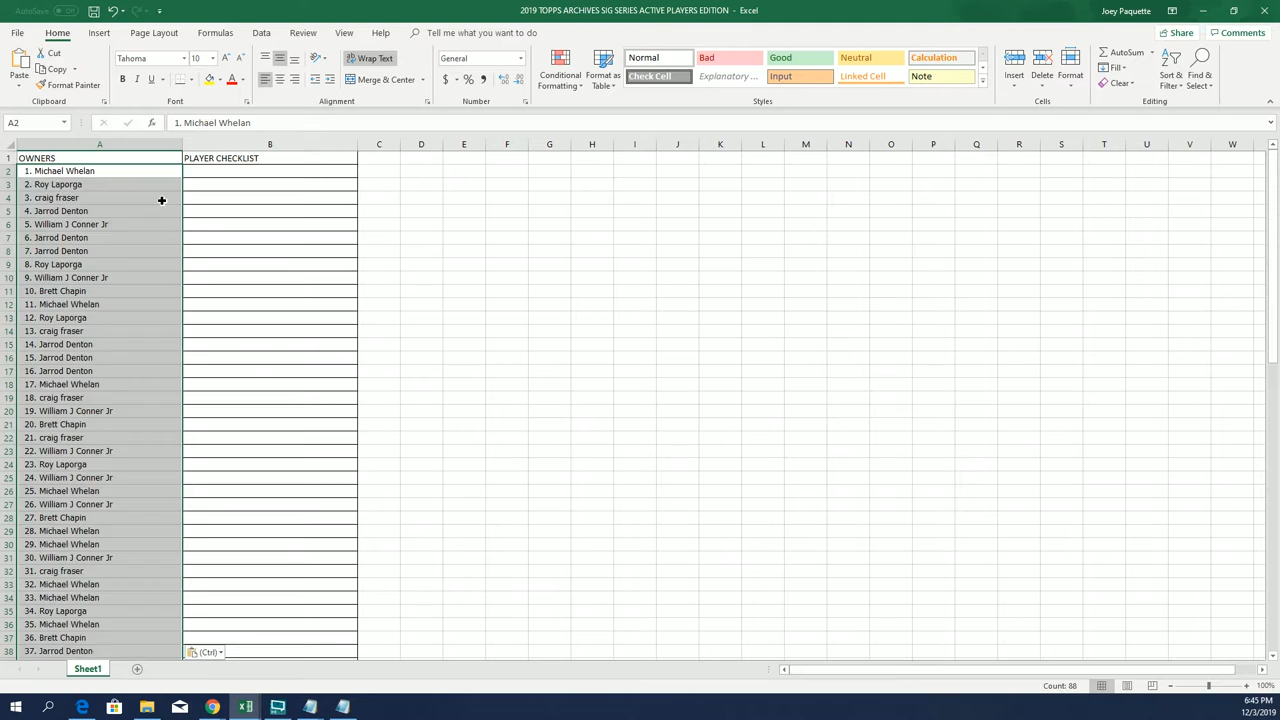 AutoSave Off 2019 TOPPS ARCHIVES SIG SERIES ACTIVE PLAYERS EDITION - Excel Joey Paquette
File Home Insert Page Layout Formulas Data Review View Help Tell me what you want to do Share Comments
Paste Cut Copy Format Painter Clipboard
Tahoma 10 B I U A Font
Wrap Text Merge & Center Alignment
General $ % , Number
Conditional Formatting Format as Table
Normal Bad Good Neutral Calculation
Check Cell Explanatory ... Input Linked Cell Note
Styles
Insert Delete Format Cells
AutoSum Fill Clear Sort & Filter Find & Select Editing
A2 fx 1. Michael Whelan
A B C D E F G H I J K L M N O P Q R S T U V W
1 OWNERS PLAYER CHECKLIST
2 1. Michael Whelan
3 2. Roy Laporga
4 3. craig fraser
5 4. Jarrod Denton
6 5. William J Conner Jr
7 6. Jarrod Denton
8 7. Jarrod Denton
9 8. Roy Laporga
10 9. William J Conner Jr
11 10. Brett Chapin
12 11. Michael Whelan
13 12. Roy Laporga
14 13. craig fraser
15 14. Jarrod Denton
16 15. Jarrod Denton
17 16. Jarrod Denton
18 17. Michael Whelan
19 18. craig fraser
20 19. William J Conner Jr
21 20. Brett Chapin
22 21. craig fraser
23 22. William J Conner Jr
24 23. Roy Laporga
25 24. William J Conner Jr
26 25. Michael Whelan
27 26. William J Conner Jr
28 27. Brett Chapin
29 28. Michael Whelan
30 29. Michael Whelan
31 30. William J Conner Jr
32 31. craig fraser
33 32. Michael Whelan
34 33. Michael Whelan
35 34. Roy Laporga
36 35. Michael Whelan
37 36. Brett Chapin
38 37. Jarrod Denton
(Ctrl)
Sheet1
Count: 88 100%
6:45 PM
12/3/2019